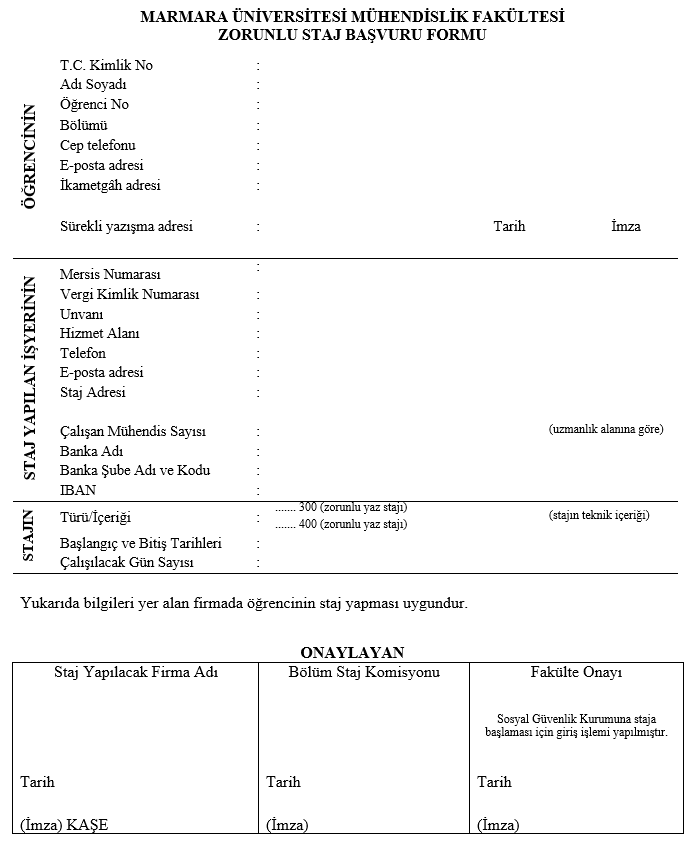 MARMARA ÜNİVERSİTESİ MÜHENDİSLİK FAKÜLTESİ
ZORUNLU STAJ BAŞVURU FORMU
ÖĞRENCİNİN
T.C. Kimlik No :
Adı Soyadı :
Öğrenci No :
Bölümü :
Cep telefonu :
E-posta adresi :
İkametgâh adresi :
Sürekli yazışma adresi : Tarih İmza
STAJ YAPILAN İŞYERİNİN
Mersis Numarası :
Vergi Kimlik Numarası :
Unvanı :
Hizmet Alanı :
Telefon :
E-posta adresi :
Staj Adresi :
Çalışan Mühendis Sayısı : (uzmanlık alanına göre)
Banka Adı :
Banka Şube Adı ve Kodu :
IBAN :
STAJIN
....... 300 (zorunlu yaz stajı)
Türü/İçeriği : (stajın teknik içeriği)
....... 400 (zorunlu yaz stajı)
Başlangıç ve Bitiş Tarihleri :
Çalışılacak Gün Sayısı :
Yukarıda bilgileri yer alan firmada öğrencinin staj yapması uygundur.
ONAYLAYAN
Staj Yapılacak Firma Adı Bölüm Staj Komisyonu Fakülte Onayı
Sosyal Güvenlik Kurumuna staja
başlaması için giriş işlemi yapılmıştır.
Tarih Tarih Tarih
(İmza) KAŞE (İmza) (İmza)